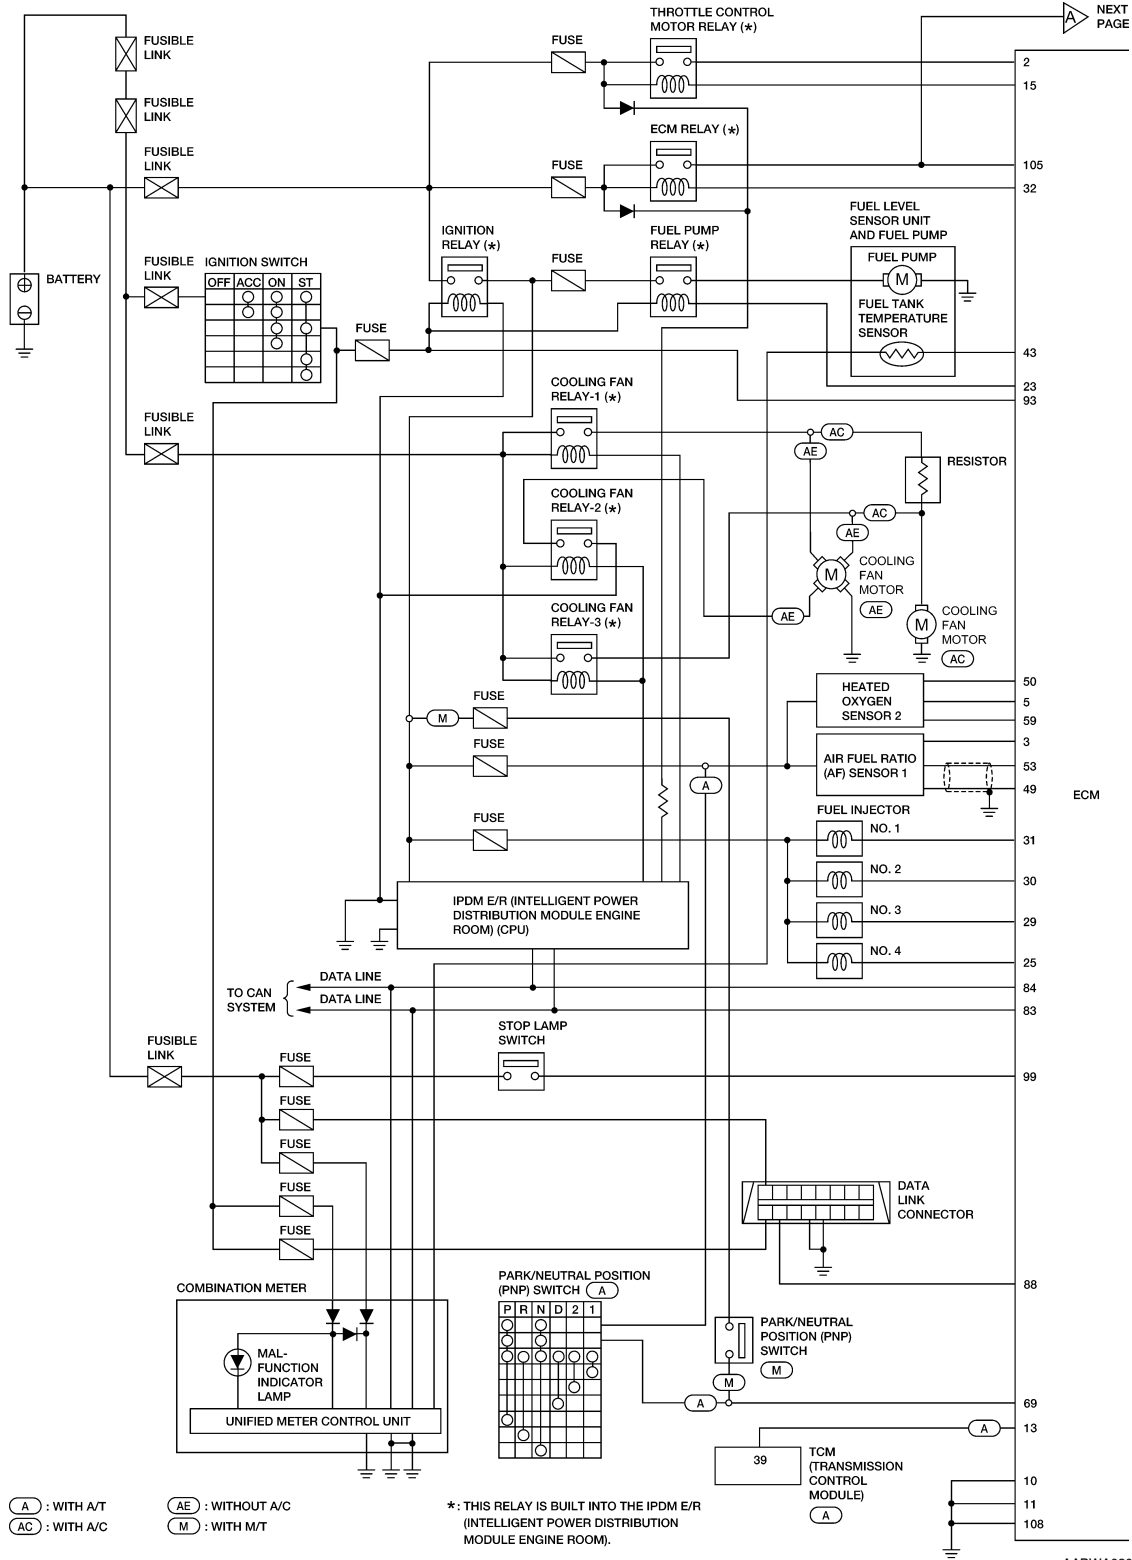 THROTTLE CONTROL
MOTOR RELAY (*)
A
NEXT
PAGE
FUSIBLE
LINK
FUSE
2
15
FUSIBLE
LINK
ECM RELAY (*)
FUSIBLE
LINK
FUSE
105
32
FUEL LEVEL
SENSOR UNIT
AND FUEL PUMP
IGNITION
RELAY (*)
FUEL PUMP
RELAY (*)
FUSE
FUEL PUMP
M
BATTERY
FUSIBLE
LINK
IGNITION SWITCH
OFF ACC ON ST
FUEL TANK
TEMPERATURE
SENSOR
FUSE
43
23
93
COOLING FAN
RELAY-1 (*)
FUSIBLE
LINK
AC
AE
RESISTOR
COOLING FAN
RELAY-2 (*)
AC
AE
M
COOLING
FAN
MOTOR
AE
COOLING FAN
RELAY-3 (*)
AE
M
COOLING
FAN
MOTOR
AC
HEATED
OXYGEN
SENSOR 2
50
5
59
FUSE
M
FUSE
A
AIR FUEL RATIO
(AF) SENSOR 1
3
53
49
ECM
FUSE
FUEL INJECTOR
NO. 1
31
NO. 2
30
NO. 3
29
NO. 4
25
IPDM E/R (INTELLIGENT POWER
DISTRIBUTION MODULE ENGINE
ROOM) (CPU)
TO CAN
SYSTEM
DATA LINE
84
DATA LINE
83
STOP LAMP
SWITCH
FUSIBLE
LINK
FUSE
99
FUSE
FUSE
FUSE
FUSE
DATA
LINK
CONNECTOR
88
COMBINATION METER
MAL-
FUNCTION
INDICATOR
LAMP
UNIFIED METER CONTROL UNIT
PARK/NEUTRAL POSITION
(PNP) SWITCH A
P R N D 2 1
PARK/NEUTRAL
POSITION (PNP)
SWITCH
M
M
A
69
A
13
39
TCM
(TRANSMISSION
CONTROL
MODULE)
A
10
11
108
A : WITH A/T
AC : WITH A/C
AE : WITHOUT A/C
M : WITH M/T
*: THIS RELAY IS BUILT INTO THE IPDM E/R
(INTELLIGENT POWER DISTRIBUTION
MODULE ENGINE ROOM).